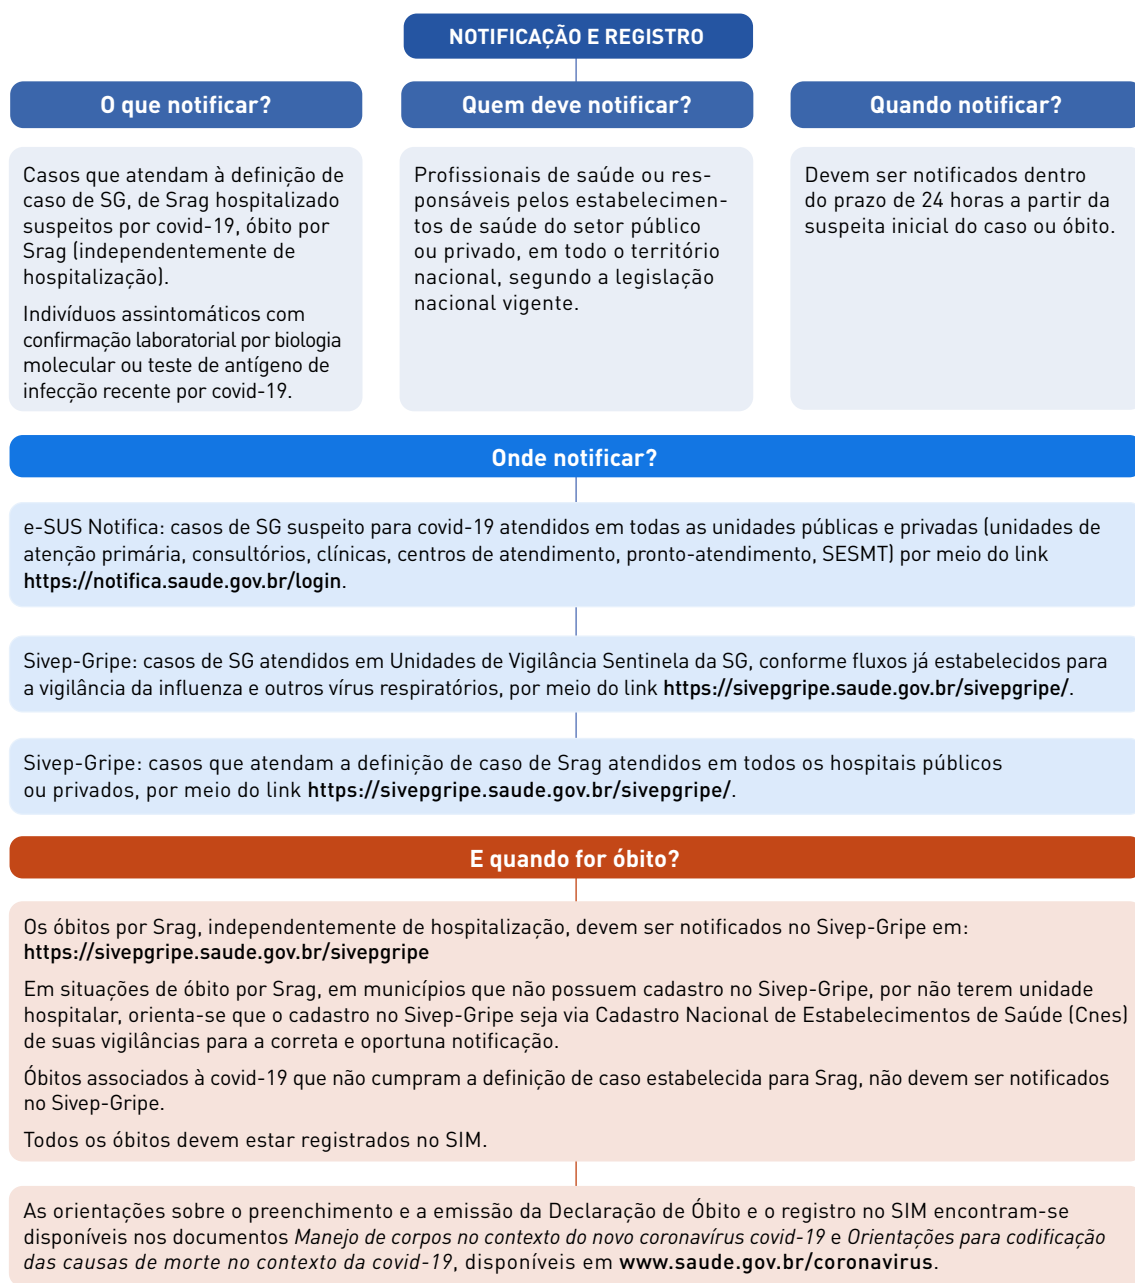 NOTIFICAÇÃO E REGISTRO
O que notificar?
Casos que atendam à definição de
caso de SG, de Srag hospitalizado
suspeitos por covid-19, óbito por
Srag (independentemente de
hospitalização).
Indivíduos assintomáticos com
confirmação laboratorial por biologia
molecular ou teste de antígeno de
infecção recente por covid-19.
Quem deve notificar?
Profissionais de saúde ou res-
ponsáveis pelos estabelecimen-
tos de saúde do setor público
ou privado, em todo o território
nacional, segundo a legislação
nacional vigente.
Quando notificar?
Devem ser notificados dentro
do prazo de 24 horas a partir da
suspeita inicial do caso ou óbito.
Onde notificar?
e-SUS Notifica: casos de SG suspeito para covid-19 atendidos em todas as unidades públicas e privadas (unidades de
atenção primária, consultórios, clínicas, centros de atendimento, pronto-atendimento, SESMT) por meio do link
https://notifica.saude.gov.br/login.
Sivep-Gripe: casos de SG atendidos em Unidades de Vigilância Sentinela da SG, conforme fluxos já estabelecidos para
a vigilância da influenza e outros vírus respiratórios, por meio do link https://sivepgripe.saude.gov.br/sivepgripe/.
Sivep-Gripe: casos que atendam a definição de caso de Srag atendidos em todos os hospitais públicos
ou privados, por meio do link https://sivepgripe.saude.gov.br/sivepgripe/.
E quando for óbito?
Os óbitos por Srag, independentemente de hospitalização, devem ser notificados no Sivep-Gripe em:
https://sivepgripe.saude.gov.br/sivepgripe
Em situações de óbito por Srag, em municípios que não possuem cadastro no Sivep-Gripe, por não terem unidade
hospitalar, orienta-se que o cadastro no Sivep-Gripe seja via Cadastro Nacional de Estabelecimentos de Saúde (Cnes)
de suas vigilâncias para a correta e oportuna notificação.
Óbitos associados à covid-19 que não cumpram a definição de caso estabelecida para Srag, não devem ser notificados
no Sivep-Gripe.
Todos os óbitos devem estar registrados no SIM.
As orientações sobre o preenchimento e a emissão da Declaração de Óbito e o registro no SIM encontram-se
disponíveis nos documentos Manejo de corpos no contexto do novo coronavírus covid-19 e Orientações para codificação
das causas de morte no contexto da covid-19, disponíveis em www.saude.gov.br/coronavirus.